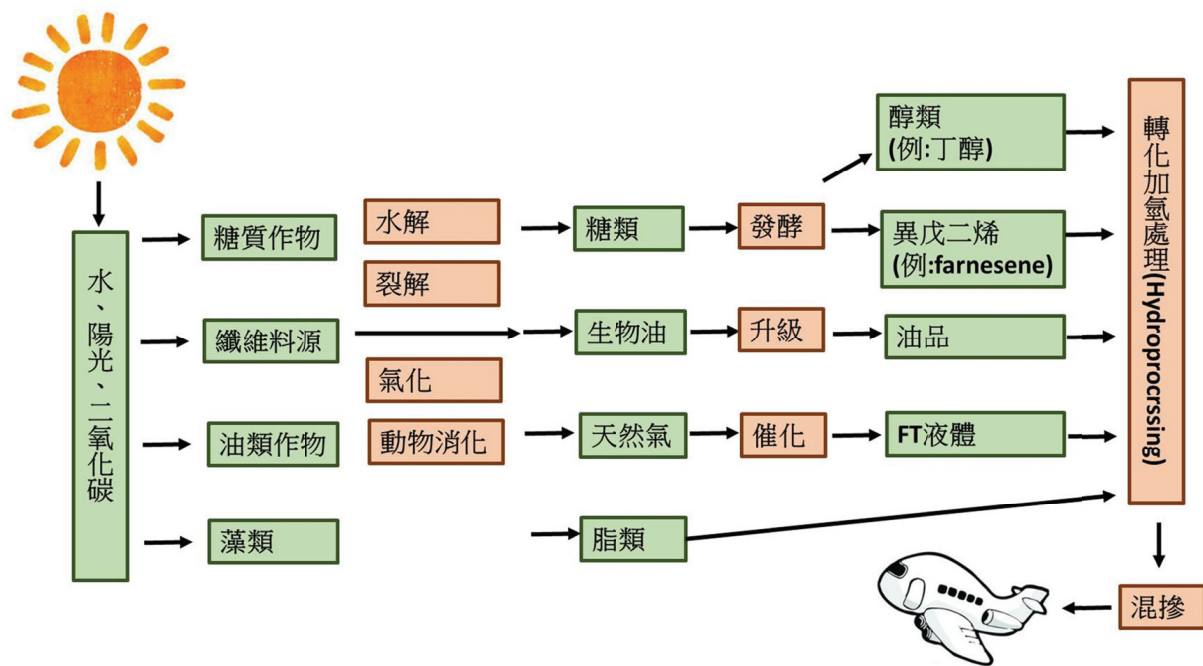 水、陽光、二氧化碳
糖質作物
纖維料源
油類作物
藻類
水解
裂解
氣化
動物消化
糖類
生物油
天然氣
脂類
發酵
升級
催化
醇類
(例:丁醇)
異戊二烯
(例:farnesene)
油品
FT液體
轉化加氫處理(Hydroprocrssing)
混摻